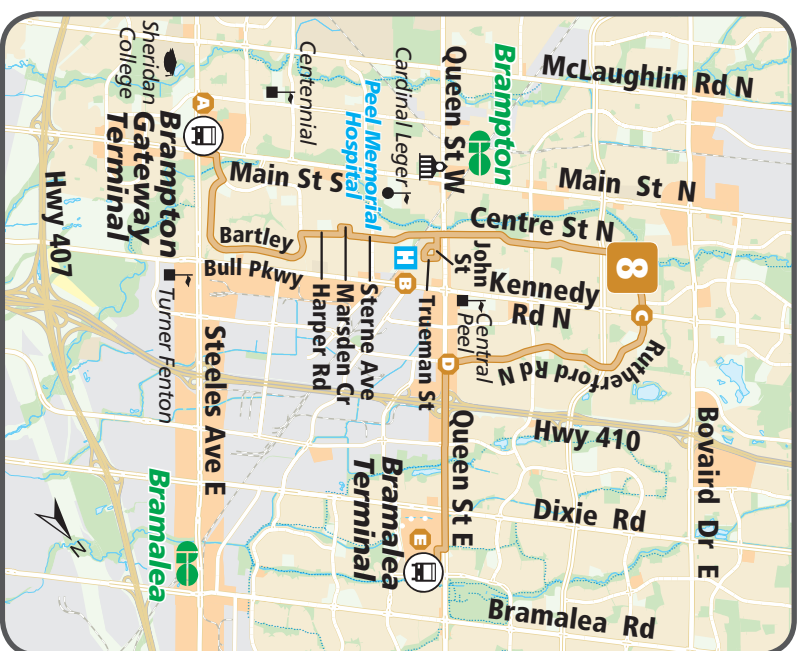 McLaughlin Rd N
Brampton
Queen St W
Cardinal Leger
Centennial
Sheridan
College
A
Brampton
Gateway
Terminal
Peel Memorial
Hospital
Main St S
Main St N
Centre St N
Hwy 407
Bartley
Bull Pkwy
H
B
John
St
8
Kennedy
Rd N
C
Central
Peel
Trueman St
Sterne Ave
Marsden Cr
Harper Rd
Turner Fenton
Steeles Ave E
D
Rutherford Rd N
Hwy 410
Bovaird Dr E
Queen St E
Bramalea
Terminal
E
Dixie Rd
Bramalea
Bramalea Rd
N